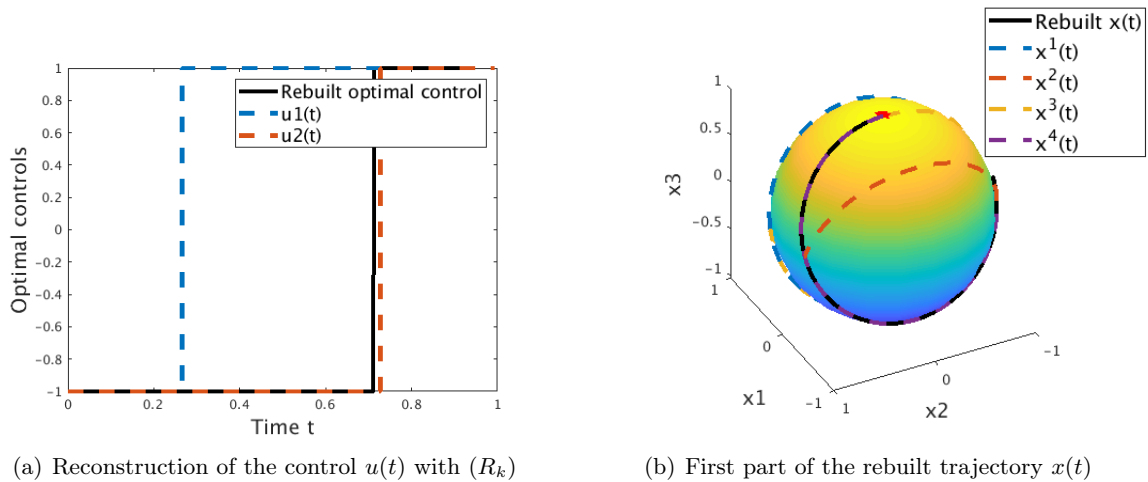 Optimal controls
1
0.8
0.6
0.4
0.2
0
−0.2
−0.4
−0.6
−0.8
−1
0
0.2
0.4
0.6
0.8
1
Time t
Rebuilt optimal control
u1(t)
u2(t)
(a) Reconstruction of the control u(t) with (R_k)
Rebuilt x(t)
x^1(t)
x^2(t)
x^3(t)
x^4(t)
x3
1
0.5
0
−0.5
−1
1
0
−1
x1
1
0
−1
x2
(b) First part of the rebuilt trajectory x(t)